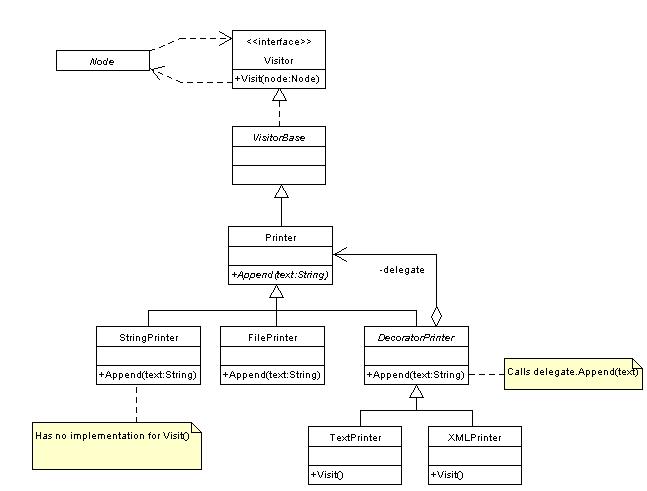 <<interface>>
Node
Visitor
+Visit(node:Node)
VisitorBase
Printer
+Append(text:String)
-delegate
StringPrinter
FilePrinter
DecoratorPrinter
+Append(text:String)
+Append(text:String)
+Append(text:String)
Calls delegate.Append(text)
Has no implementation for Visit()
TextPrinter
XMLPrinter
+Visit()
+Visit()